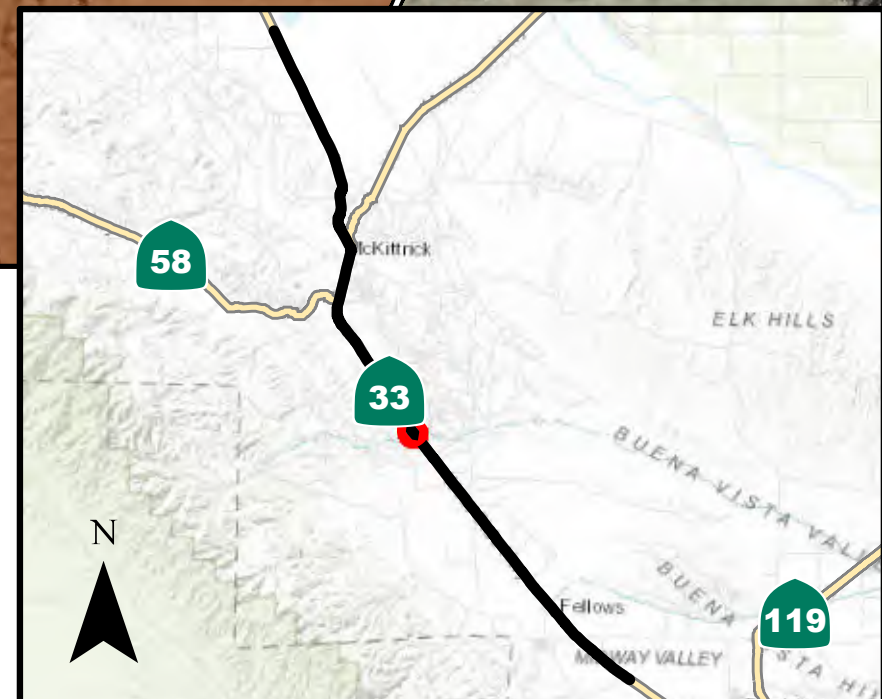 McKittrick
58
ELK HILLS
33
BUENA VISTA VALL
N
Fellows
BUENA
STA HI
119
MIDWAY VALLEY